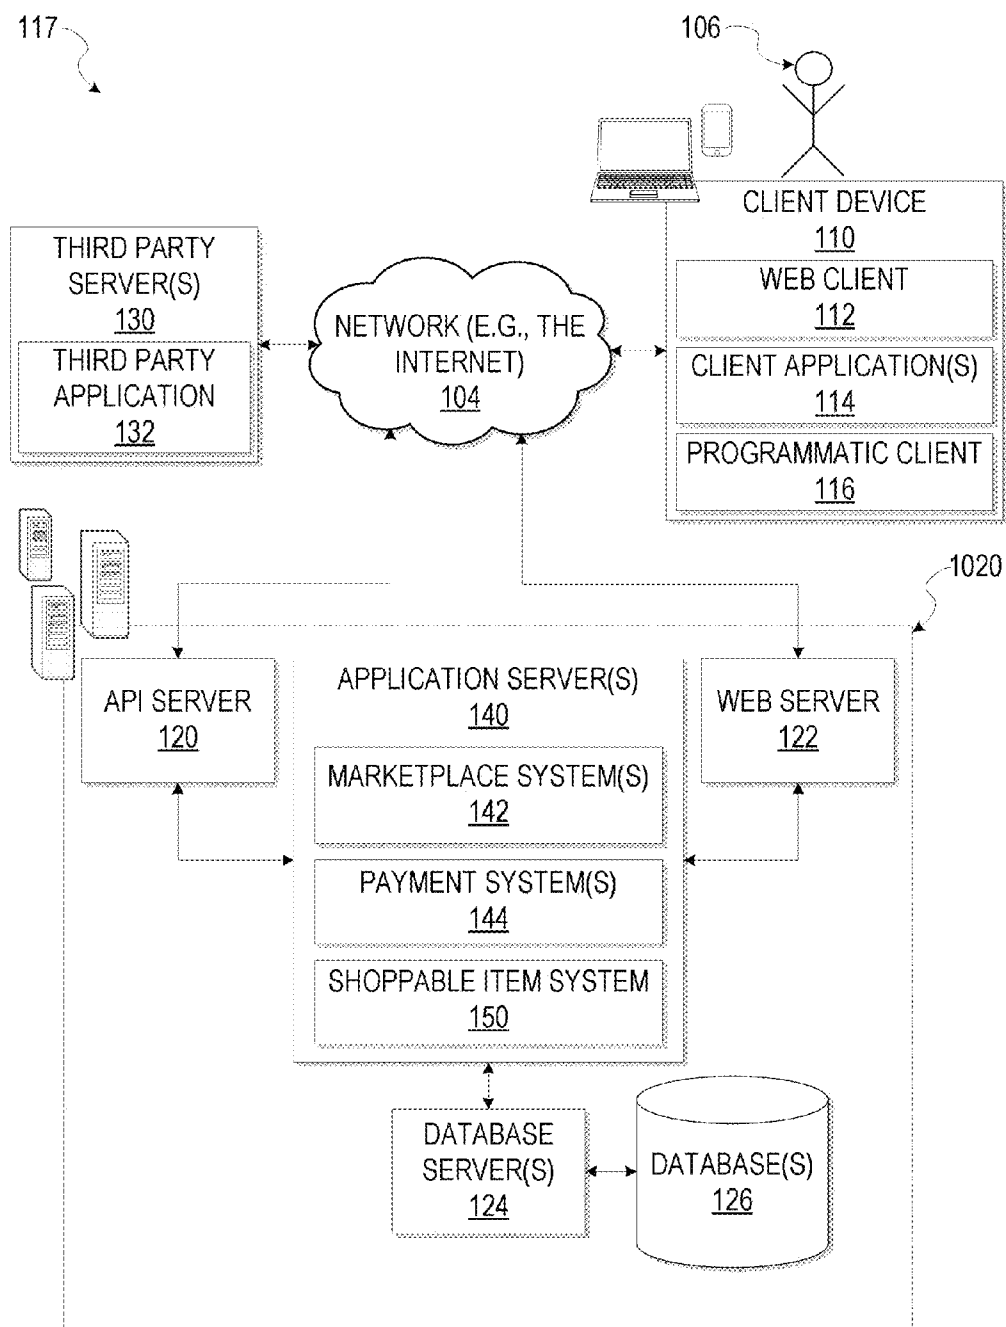 117
106
CLIENT DEVICE
110
WEB CLIENT
112
CLIENT APPLICATION(S)
114
PROGRAMMATIC CLIENT
116
THIRD PARTY
SERVER(S)
130
THIRD PARTY
APPLICATION
132
NETWORK (E.G., THE
INTERNET)
104
1020
API SERVER
120
APPLICATION SERVER(S)
140
MARKETPLACE SYSTEM(S)
142
PAYMENT SYSTEM(S)
144
SHOPPABLE ITEM SYSTEM
150
WEB SERVER
122
DATABASE
SERVER(S)
124
DATABASE(S)
126